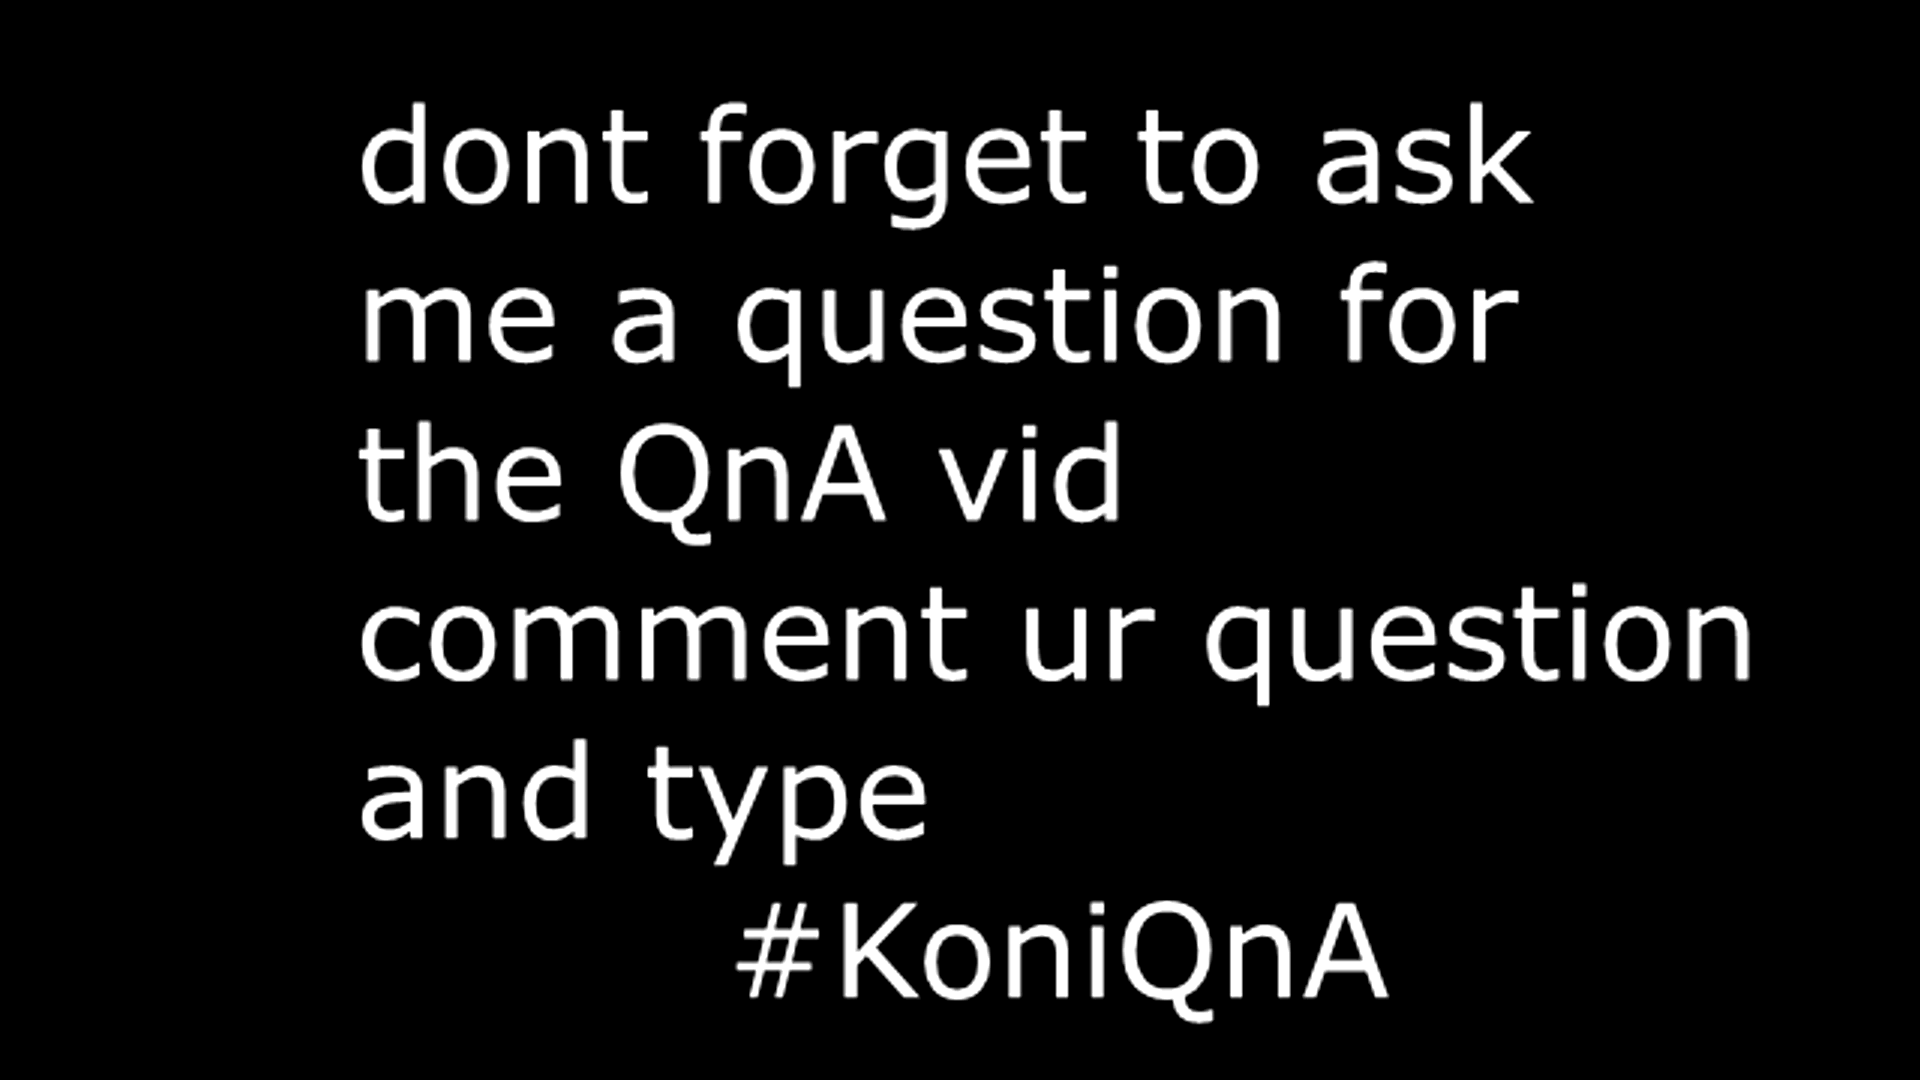 dont forget to ask
me a question for
the QnA vid
comment ur question
and type
#KoniQnA